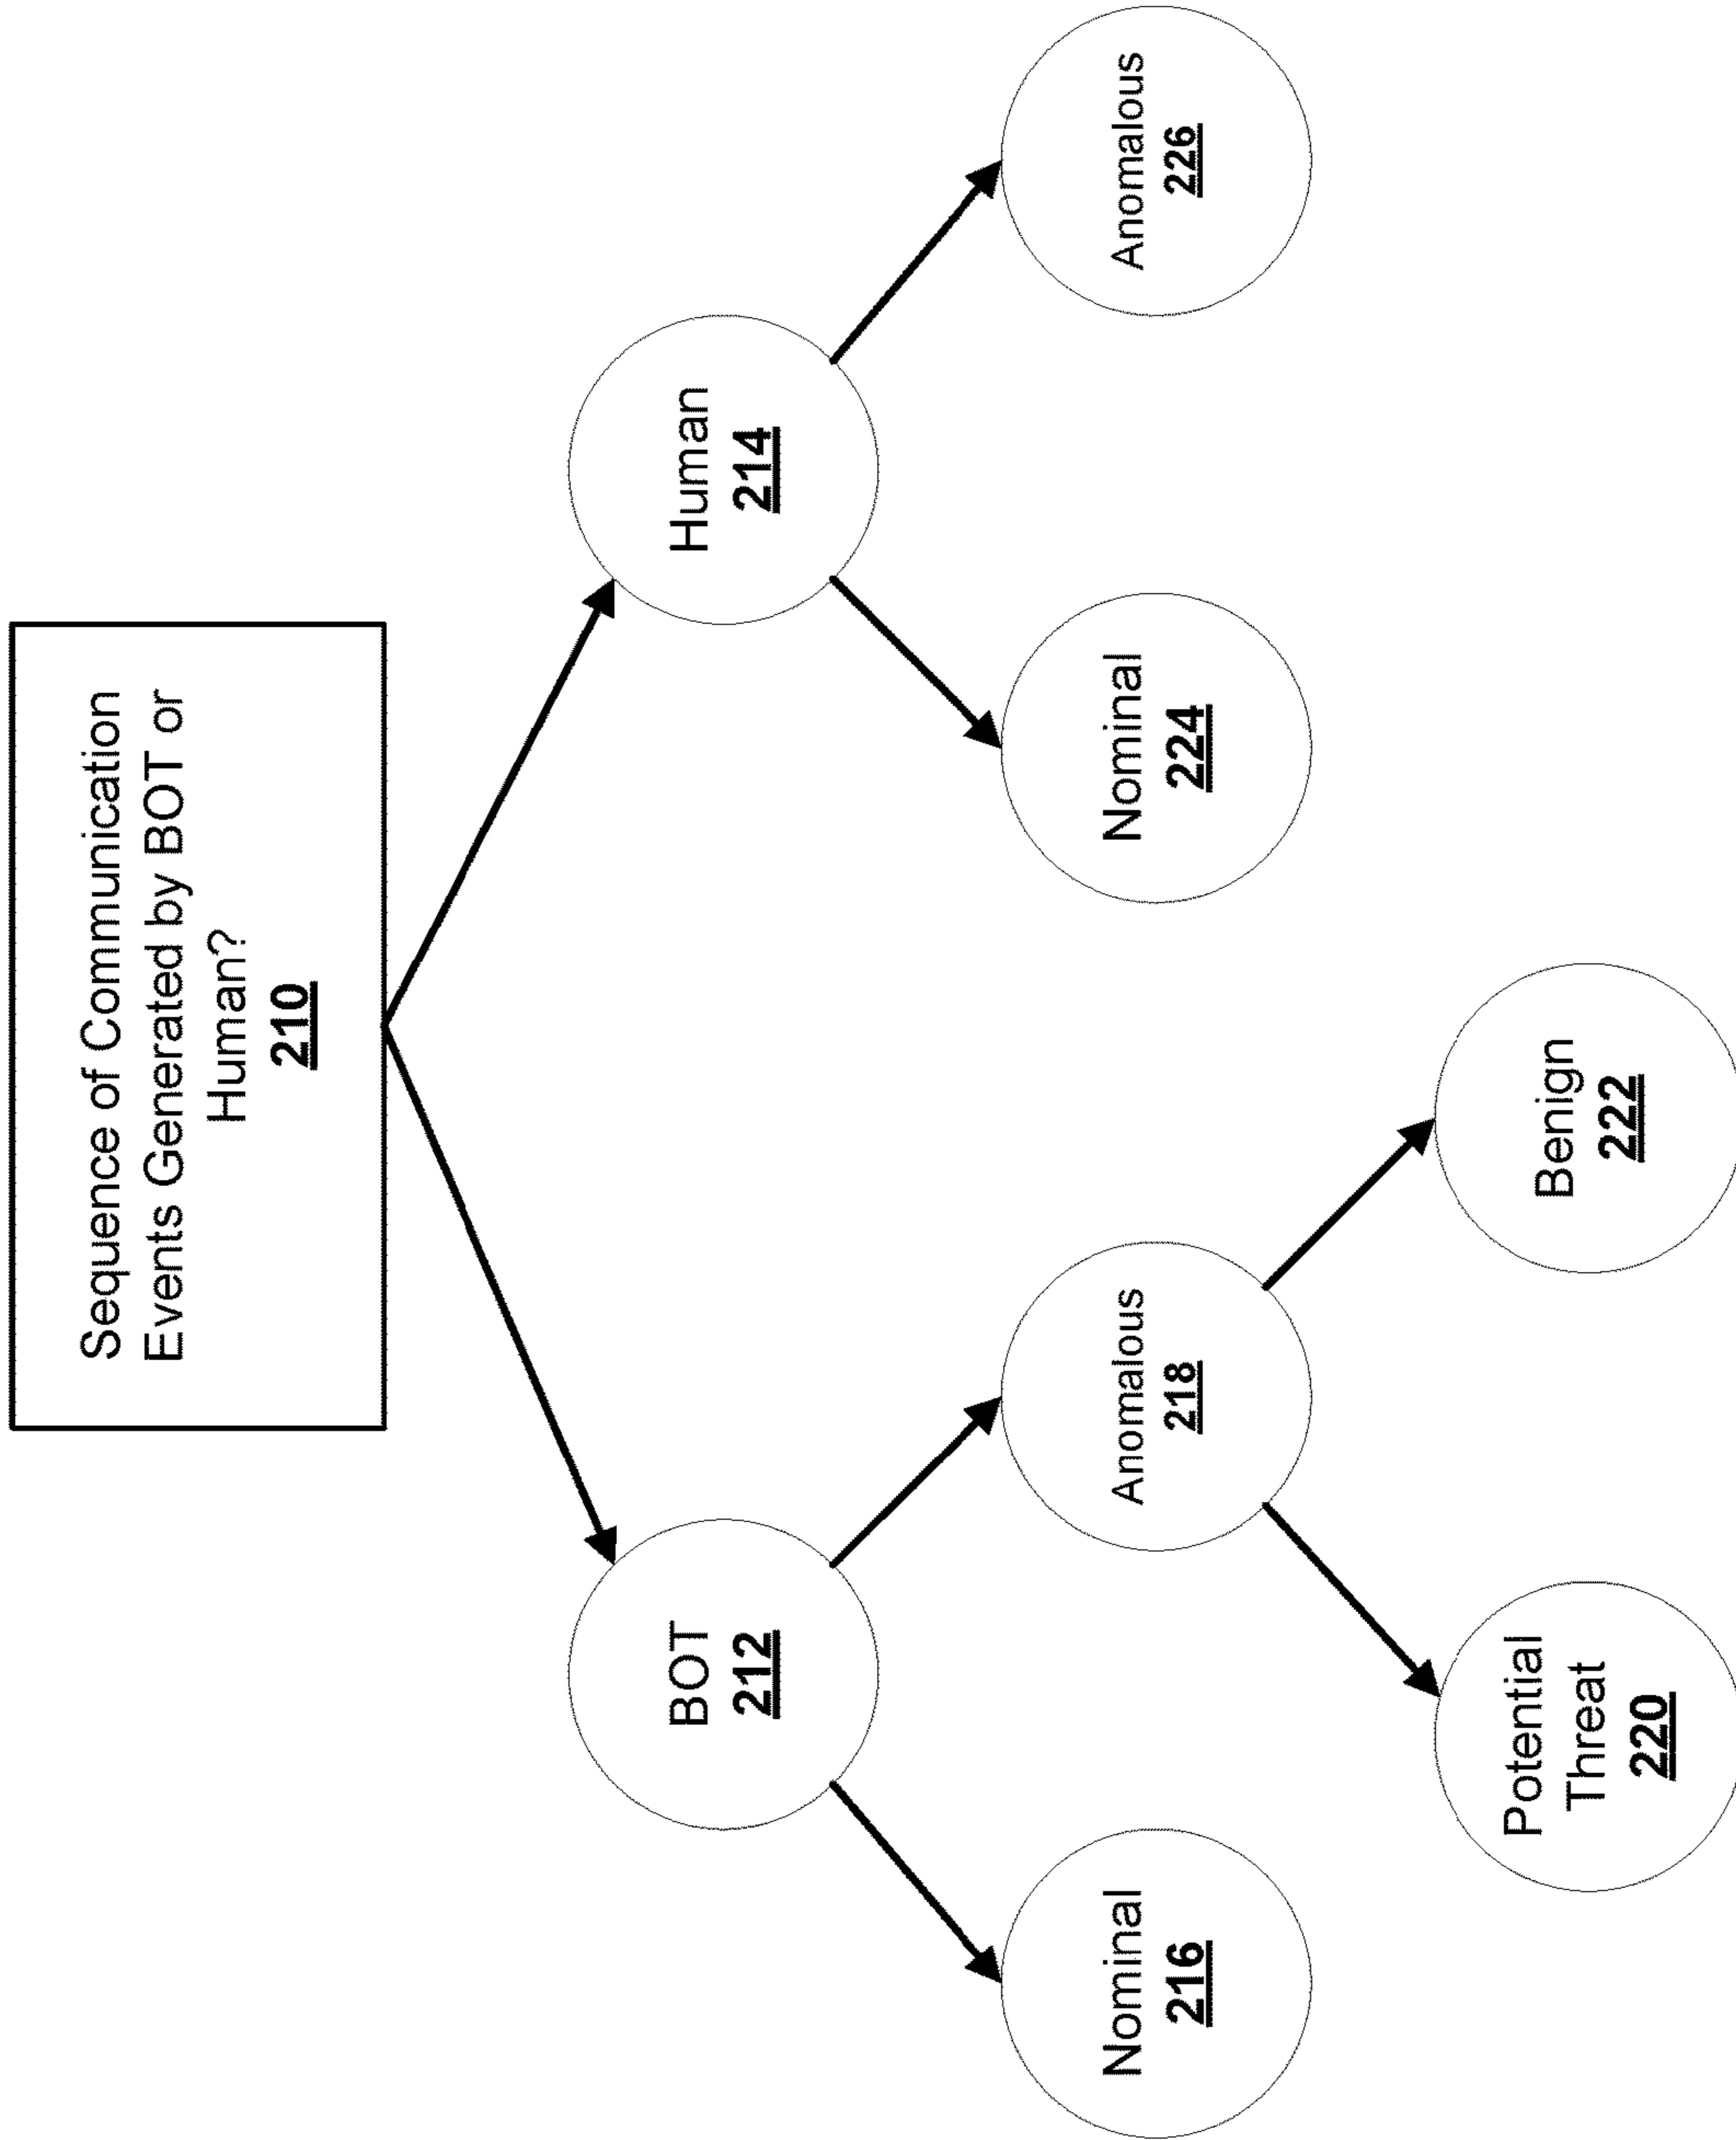 Sequence of Communication
Events Generated by BOT or
Human?
210
BOT
212
Human
214
Nominal
216
Anomalous
218
Nominal
224
Anomalous
226
Potential
Threat
220
Benign
222